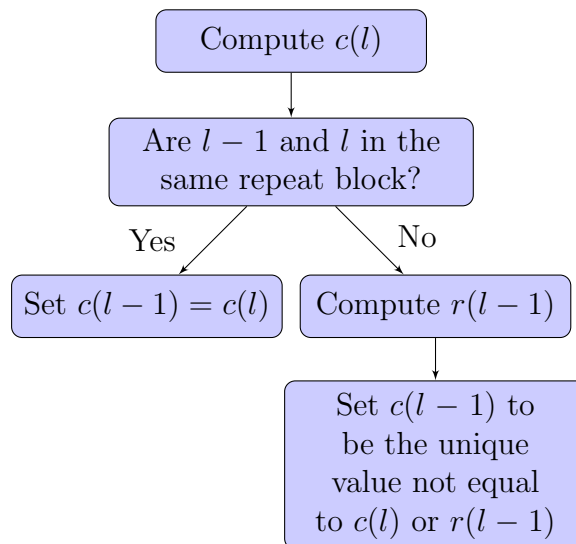 Compute c(l)
Are l − 1 and l in the
same repeat block?
Yes
No
Set c(l − 1) = c(l)
Compute r(l − 1)
Set c(l − 1) to
be the unique
value not equal
to c(l) or r(l − 1)